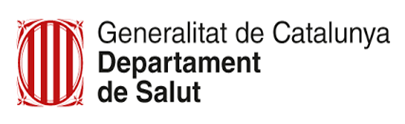 Generalitat de Catalunya
Departament
de Salut